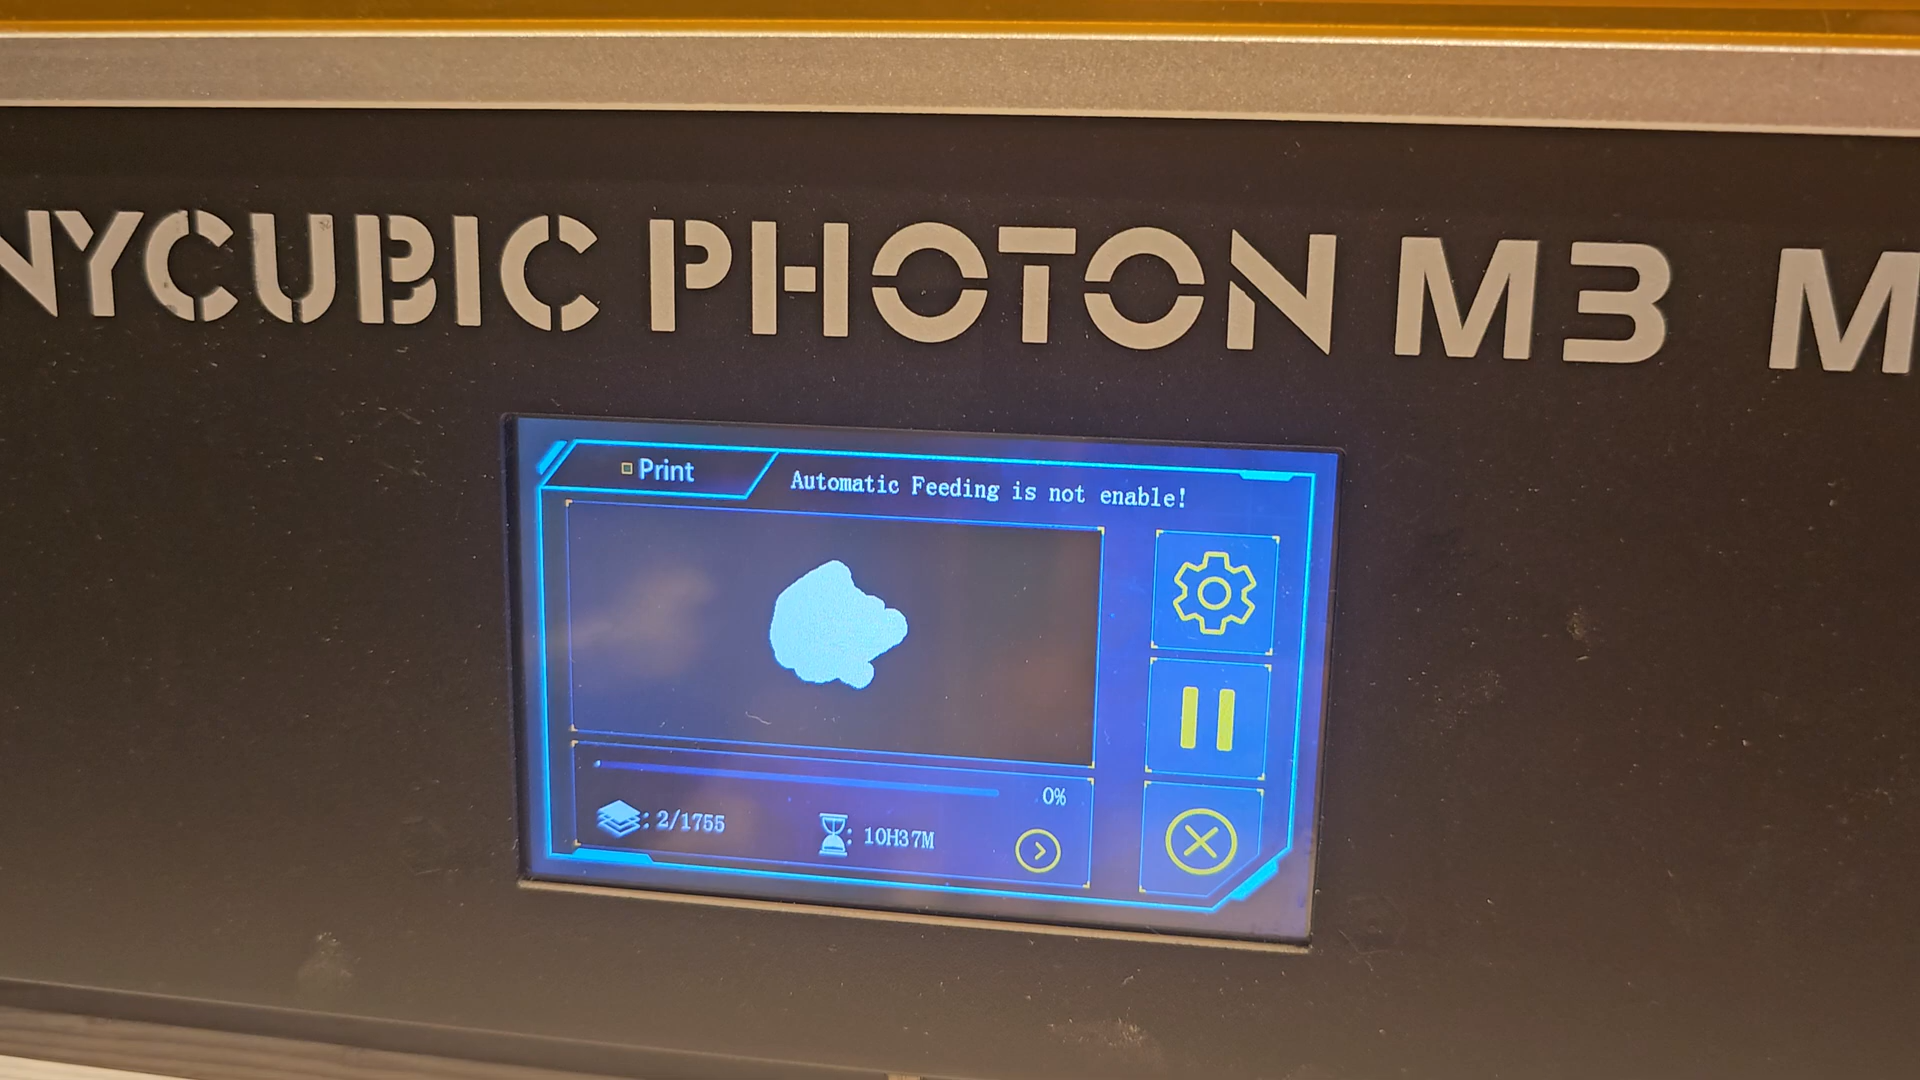 NYCUBIC PHOTON M3 M
Print
Automatic Feeding is not enable!
0%
: 2/1755
: 10H37M